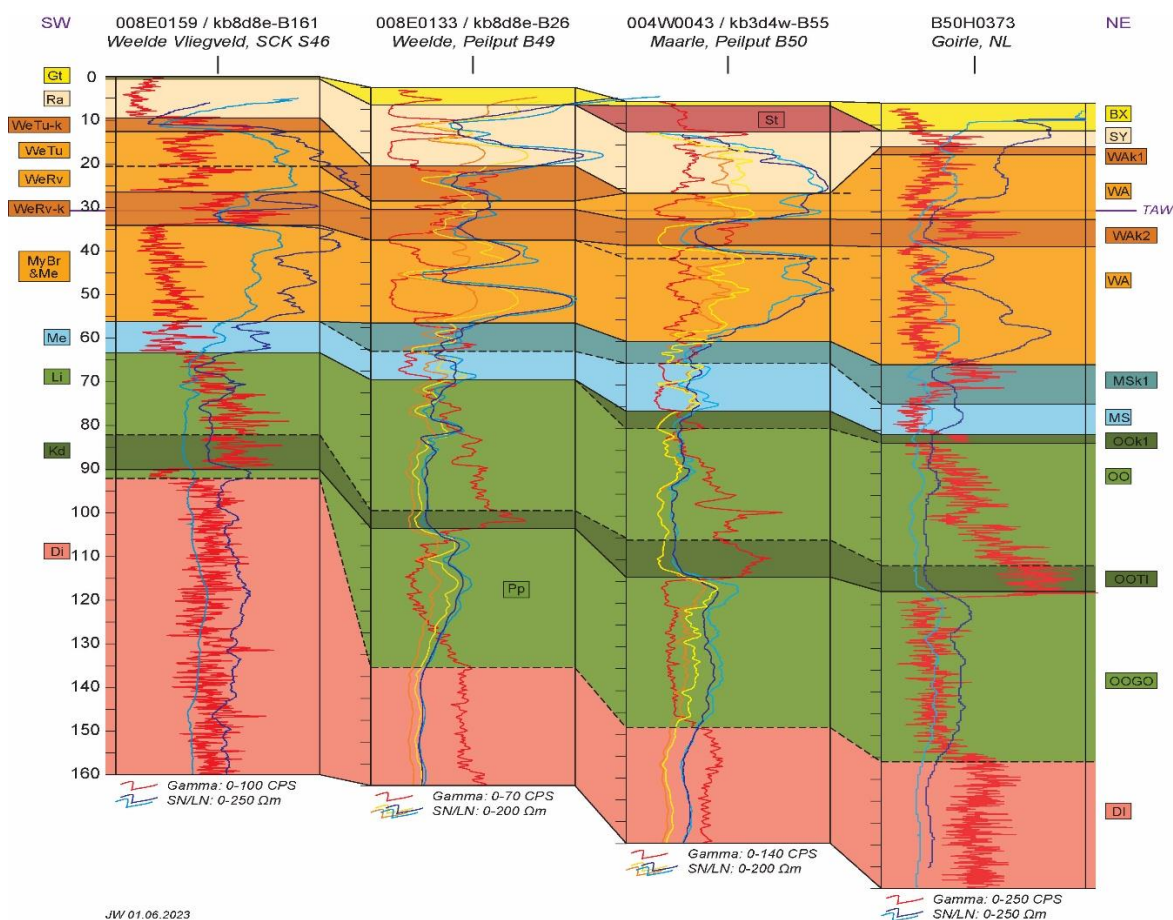 SW
008E0159 / kb8d8e-B161
Weelde Vliegveld, SCK S46
008E0133 / kb8d8e-B26
Weelde, Peilput B49
004W0043 / kb3d4w-B55
Maarle, Peilput B50
B50H0373
Goirle, NL
NE
0
10
20
30
40
50
60
70
80
90
100
110
120
130
140
150
160
Gt
Ra
WeTu-k
WeTu
WeRv
WeRv-k
MyBr
&Me
Me
Li
Kd
Di
St
Pp
BX
SY
WAk1
WA
TAW
WAk2
WA
MSk1
MS
OOk1
OO
OOTI
OOGO
DI
Gamma: 0-100 CPS
SN/LN: 0-250 Ωm
Gamma: 0-70 CPS
SN/LN: 0-200 Ωm
Gamma: 0-140 CPS
SN/LN: 0-200 Ωm
Gamma: 0-250 CPS
SN/LN: 0-250 Ωm
JW 01.06.2023